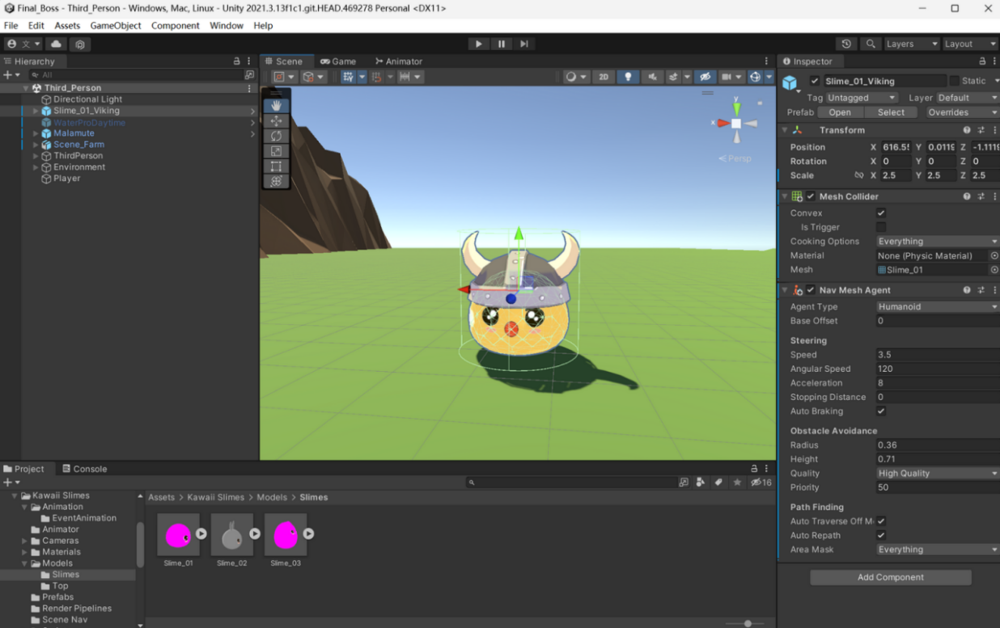 Final_Boss - Third_Person - Windows, Mac, Linux - Unity 2021.3.13f1c1.git.HEAD.469278 Personal <DX11>
File Edit Assets GameObject Component Window Help
文
Layers Layout
Hierarchy
All
Third_Person
Directional Light
Slime_01_Viking
WaterProDaytime
Malamute
Scene_Farm
ThirdPerson
Environment
Player
Scene Game Animator
2D
y
x
Persp
Inspector
Slime_01_Viking Static
Tag Untagged Layer Default
Prefab Open Select Overrides
Transform
Position X 616.5 Y 0.0119 Z -1.1119
Rotation X 0 Y 0 Z 0
Scale X 2.5 Y 2.5 Z 2.5
Mesh Collider
Convex
Is Trigger
Cooking Options Everything
Material None (Physic Material)
Mesh Slime_01
Nav Mesh Agent
Agent Type Humanoid
Base Offset 0
Steering
Speed 3.5
Angular Speed 120
Acceleration 8
Stopping Distance 0
Auto Braking
Obstacle Avoidance
Radius 0.36
Height 0.71
Quality High Quality
Priority 50
Path Finding
Auto Traverse Off M
Auto Repath
Area Mask Everything
Add Component
Project Console
16
Kawaii Slimes
Animation
EventAnimation
Animator
Cameras
Materials
Models
Slimes
Top
Prefabs
Render Pipelines
Scene Nav
Assets > Kawaii Slimes > Models > Slimes
Slime_01 Slime_02 Slime_03